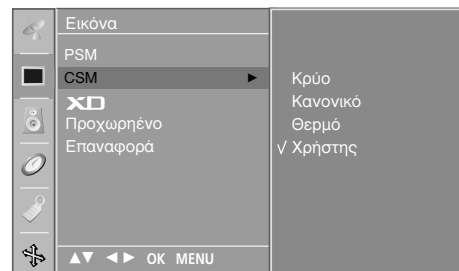 Εικόνα
PSM
CSM ►
XD
Προχωρηένο
Επαναφορά
Κρύο
Κανονικό
Θερμό
√ Χρήστης
▲▼ ◄► OK MENU